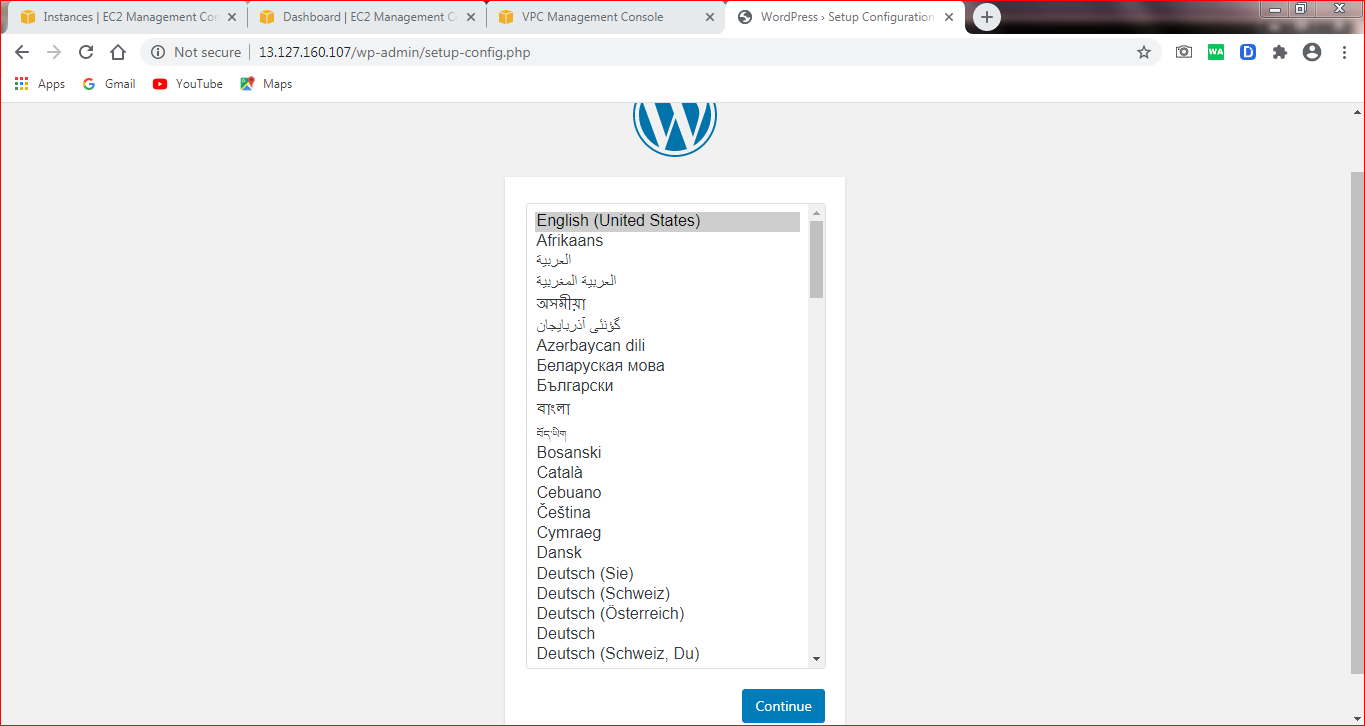 Instances | EC2 Management Con
Dashboard | EC2 Management C
VPC Management Console
WordPress › Setup Configuration
Not secure
13.127.160.107/wp-admin/setup-config.php
WA
D
Apps
Gmail
YouTube
Maps
English (United States)
Afrikaans
العربية
العربية المغربية
অসমীয়া
گؤنئی آذربایجان
Azərbaycan dili
Беларуская мова
Български
বাংলা
བོད་ཡིག
Bosanski
Català
Cebuano
Čeština
Cymraeg
Dansk
Deutsch (Sie)
Deutsch (Schweiz)
Deutsch (Österreich)
Deutsch
Deutsch (Schweiz, Du)
Continue